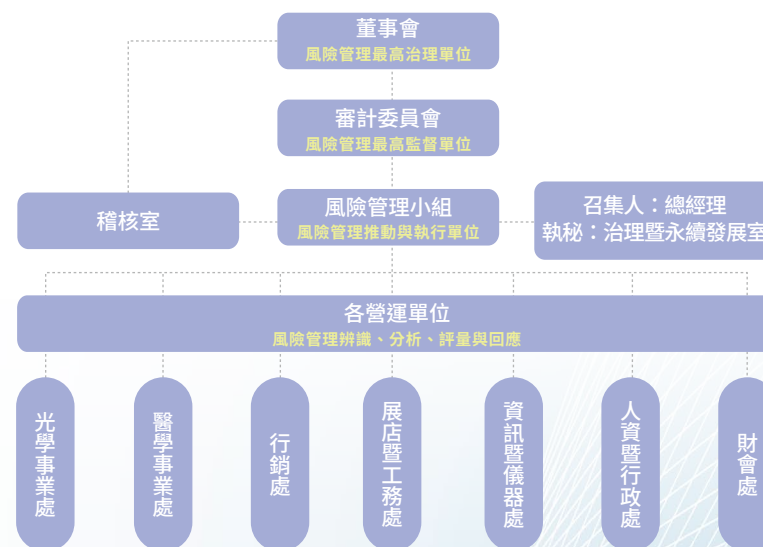 董事會
風險管理最高治理單位
審計委員會
風險管理最高監督單位
稽核室
風險管理小組
風險管理推動與執行單位
召集人：總經理
執秘：治理暨永續發展室
各營運單位
風險管理辨識、分析、評量與回應
光學事業處
醫學事業處
行銷處
展店暨工務處
資訊暨儀器處
人資暨行政處
財會處